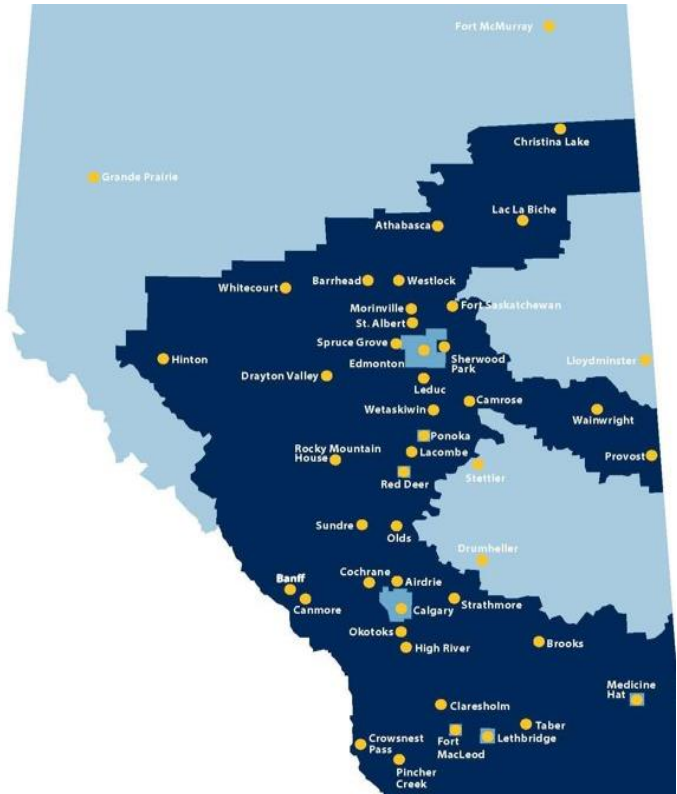 Fort McMurray
Christina Lake
Grande Prairie
Lac La Biche
Athabasca
Whitecourt
Barrhead
Westlock
Morinville
Fort Saskatchewan
St. Albert
Spruce Grove
Edmonton
Sherwood
Park
Hinton
Lloydminster
Drayton Valley
Leduc
Camrose
Wetaskiwin
Wainwright
Ponoka
Rocky Mountain
House
Lacombe
Provost
Red Deer
Stettler
Sundre
Olds
Drumheller
Banff
Cochrane
Airdrie
Canmore
Calgary
Strathmore
Okotoks
High River
Brooks
Medicine
Hat
Claresholm
Taber
Crowsnest
Pass
Fort
MacLeod
Lethbridge
Pincher
Creek